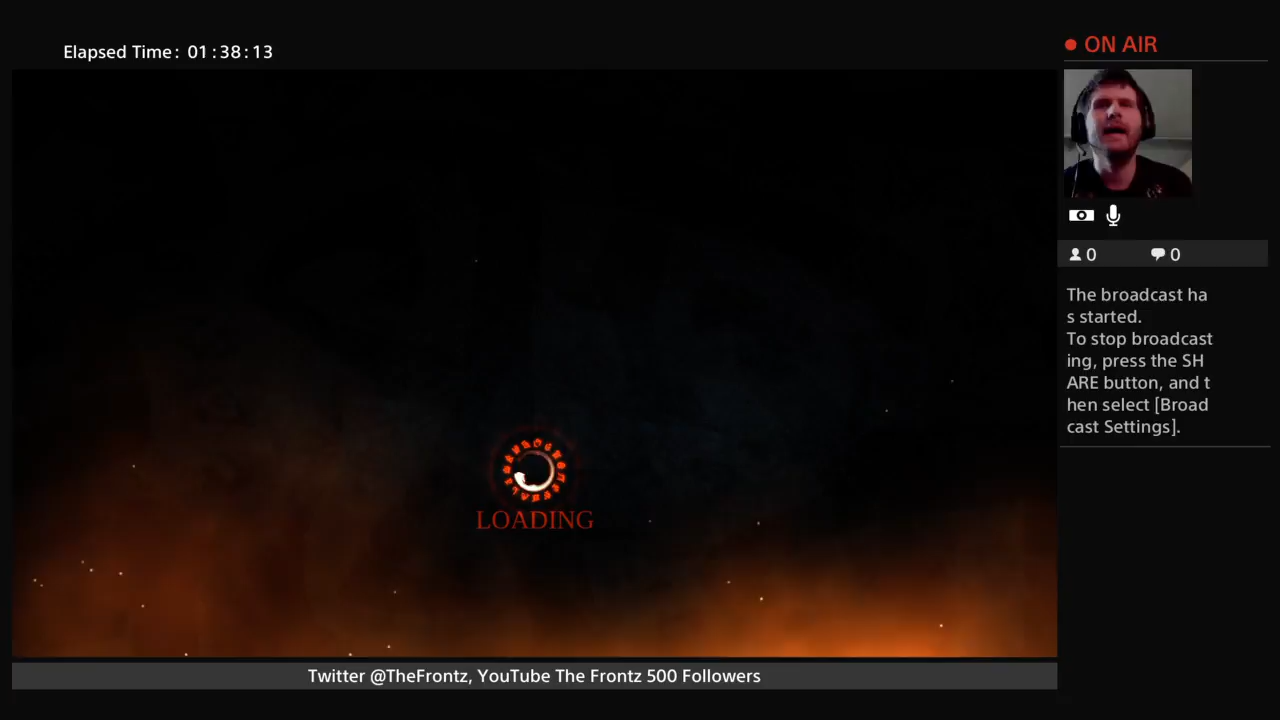 Elapsed Time: 01:38:13
ON AIR
0 0
The broadcast ha
s started.
To stop broadcast
ing, press the SH
ARE button, and t
hen select [Broad
cast Settings].
LOADING
Twitter @TheFrontz, YouTube The Frontz 500 Followers